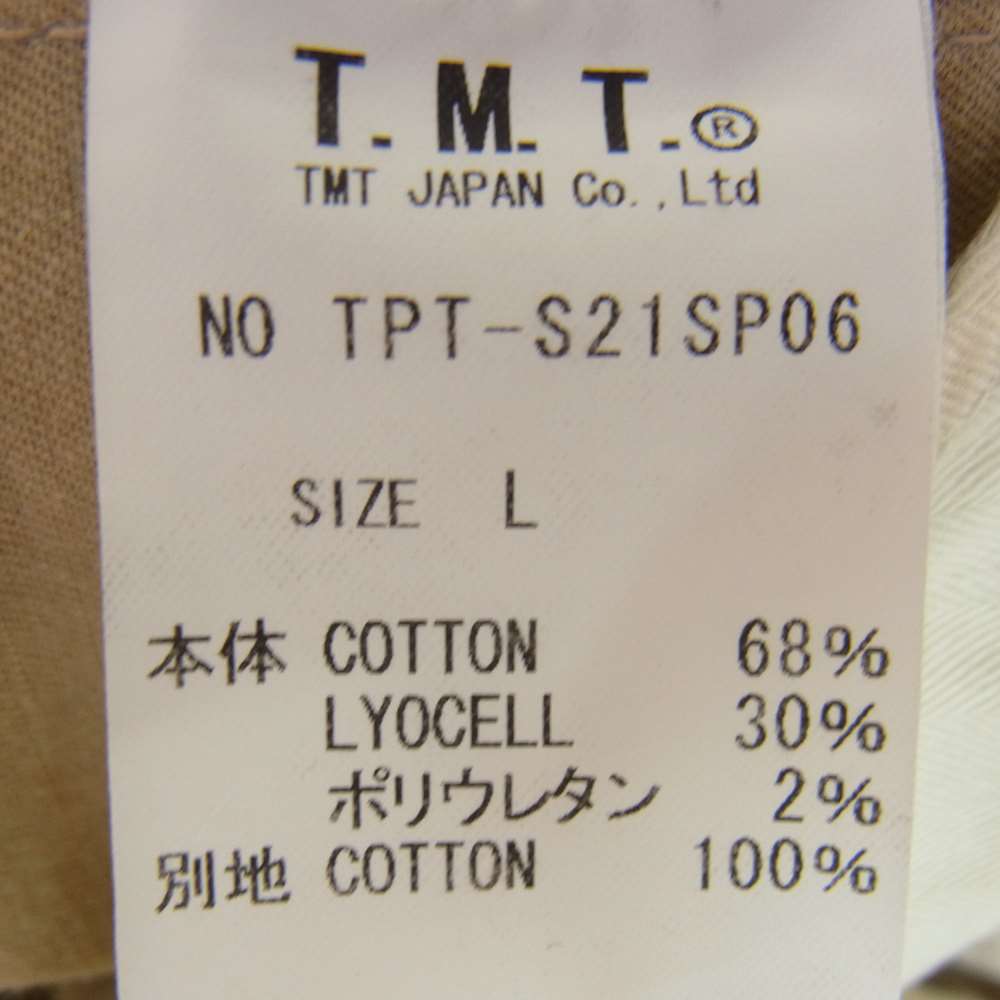 T.M.T.®
TMT JAPAN Co.,Ltd
NO TPT-S21SP06
SIZE L
本体 COTTON 68%
LYOCELL 30%
ポリウレタン 2%
別地 COTTON 100%